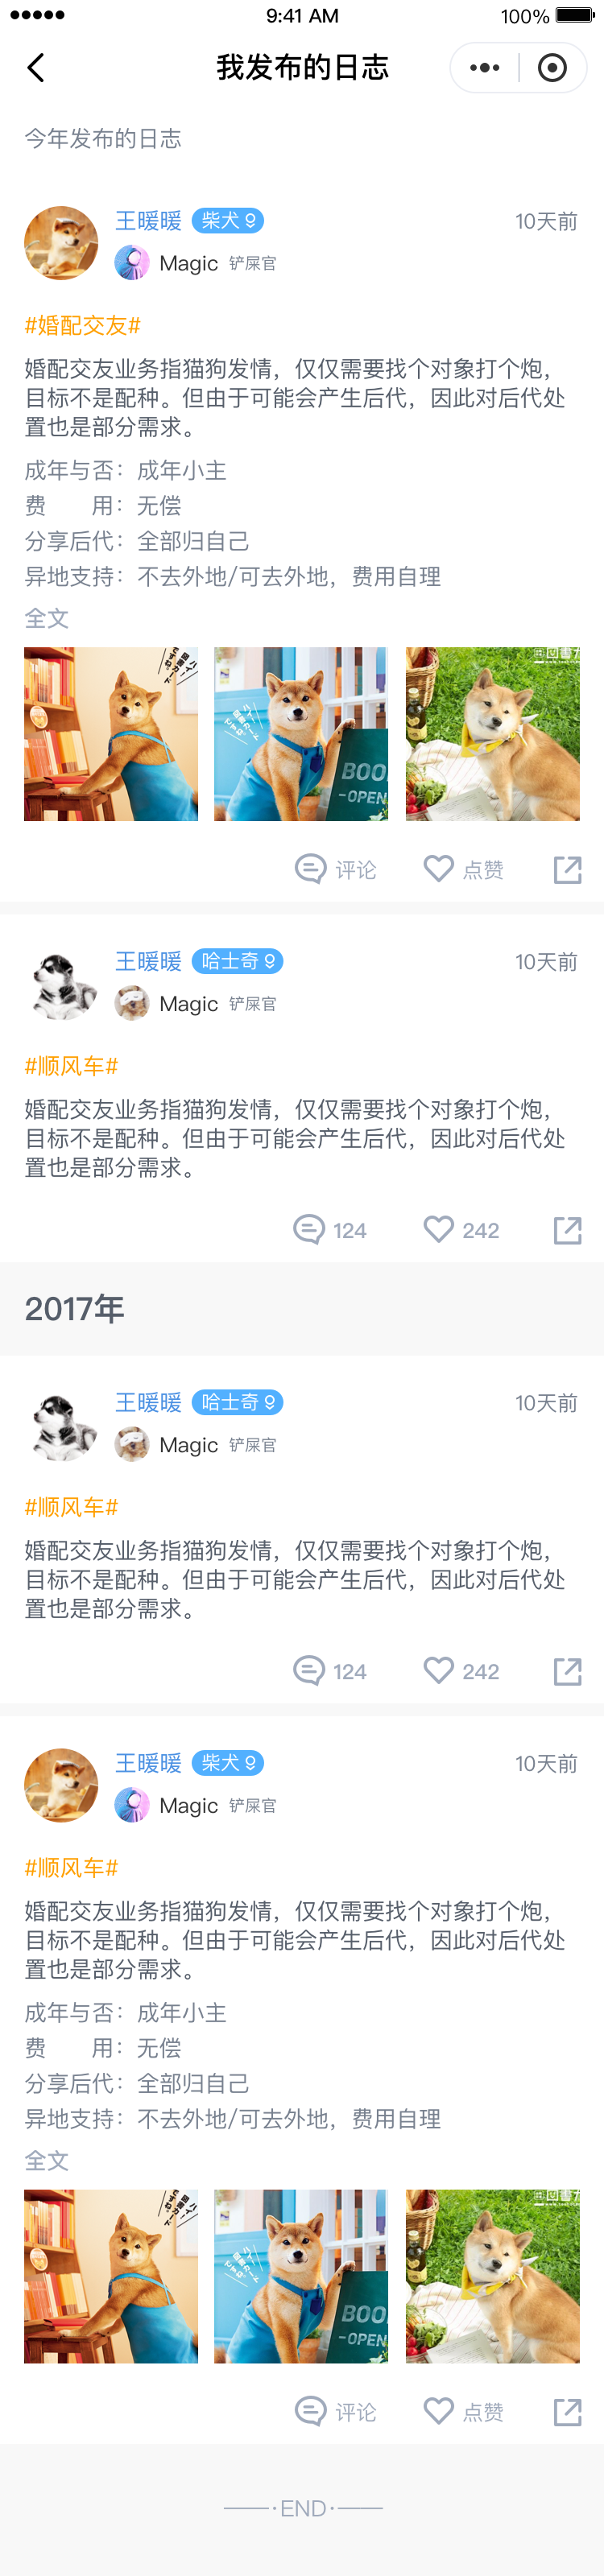 9:41 AM
100%
我发布的日志
今年发布的日志
王暖暖
柴犬
10天前
Magic 铲屎官
#婚配交友#
婚配交友业务指猫狗发情，仅仅需要找个对象打个炮，
目标不是配种。但由于可能会产生后代，因此对后代处
置也是部分需求。
成年与否：成年小主
费　　用：无偿
分享后代：全部归自己
异地支持：不去外地/可去外地，费用自理
全文
BOO
-OPEN
评论
点赞
王暖暖
哈士奇
10天前
Magic 铲屎官
#顺风车#
婚配交友业务指猫狗发情，仅仅需要找个对象打个炮，
目标不是配种。但由于可能会产生后代，因此对后代处
置也是部分需求。
124
242
2017年
王暖暖
哈士奇
10天前
Magic 铲屎官
#顺风车#
婚配交友业务指猫狗发情，仅仅需要找个对象打个炮，
目标不是配种。但由于可能会产生后代，因此对后代处
置也是部分需求。
124
242
王暖暖
柴犬
10天前
Magic 铲屎官
#顺风车#
婚配交友业务指猫狗发情，仅仅需要找个对象打个炮，
目标不是配种。但由于可能会产生后代，因此对后代处
置也是部分需求。
成年与否：成年小主
费　　用：无偿
分享后代：全部归自己
异地支持：不去外地/可去外地，费用自理
全文
BOO
-OPEN
评论
点赞
——·END·——